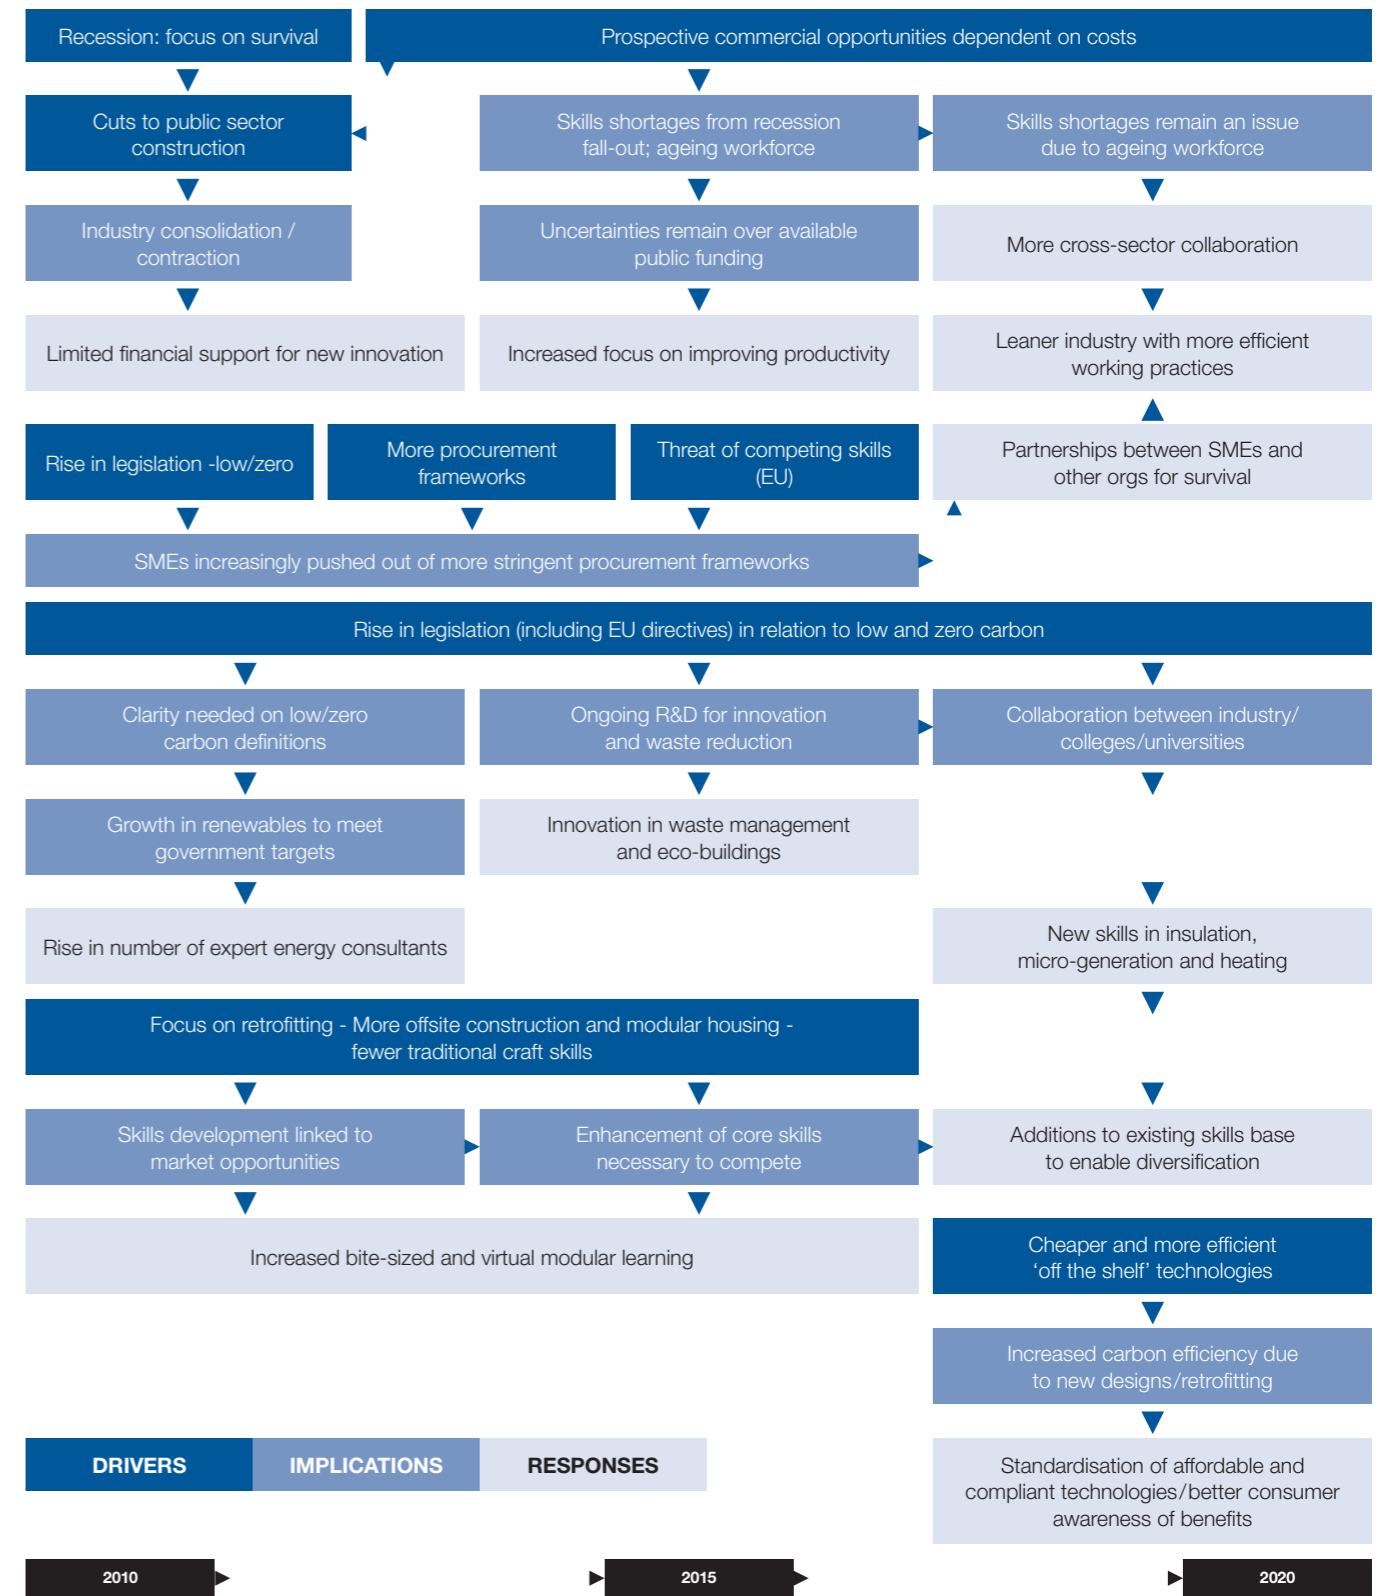 Recession: focus on survival
Prospective commercial opportunities dependent on costs
Cuts to public sector
construction
Skills shortages from recession
fall-out; ageing workforce
Skills shortages remain an issue
due to ageing workforce
Industry consolidation /
contraction
Uncertainties remain over available
public funding
More cross-sector collaboration
Limited financial support for new innovation
Increased focus on improving productivity
Leaner industry with more efficient
working practices
Rise in legislation -low/zero
More procurement
frameworks
Threat of competing skills
(EU)
Partnerships between SMEs and
other orgs for survival
SMEs increasingly pushed out of more stringent procurement frameworks
Rise in legislation (including EU directives) in relation to low and zero carbon
Clarity needed on low/zero
carbon definitions
Ongoing R&D for innovation
and waste reduction
Collaboration between industry/
colleges/universities
Growth in renewables to meet
government targets
Innovation in waste management
and eco-buildings
Rise in number of expert energy consultants
New skills in insulation,
micro-generation and heating
Focus on retrofitting - More offsite construction and modular housing -
fewer traditional craft skills
Skills development linked to
market opportunities
Enhancement of core skills
necessary to compete
Additions to existing skills base
to enable diversification
Increased bite-sized and virtual modular learning
Cheaper and more efficient
‘off the shelf’ technologies
Increased carbon efficiency due
to new designs/retrofitting
DRIVERS
IMPLICATIONS
RESPONSES
Standardisation of affordable and
compliant technologies/better consumer
awareness of benefits
2010
2015
2020